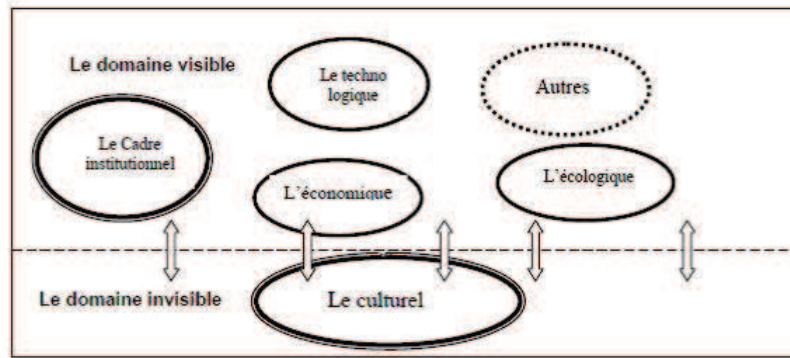 Le domaine visible
Le techno
logique
Autres
Le Cadre
institutionnel
L'économique
L'écologique
Le domaine invisible
Le culturel